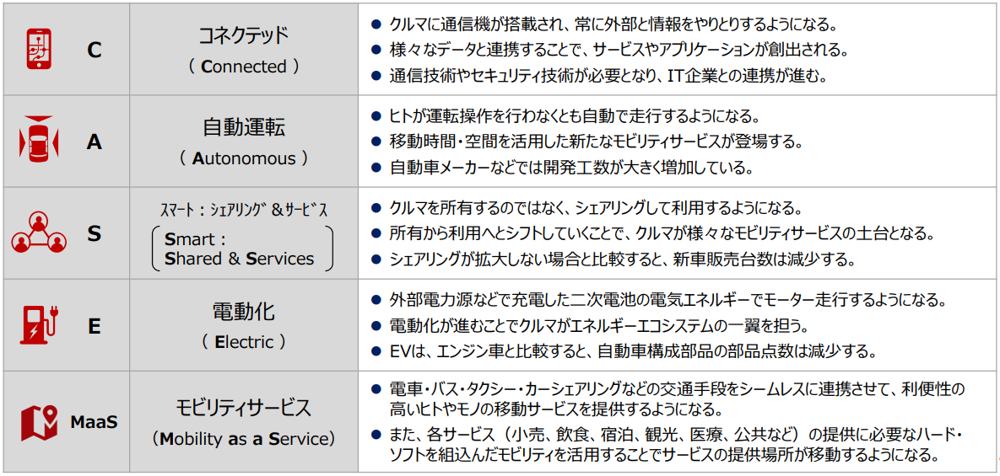 C
コネクテッド
（ Connected ）
● クルマに通信機が搭載され、常に外部と情報をやりとりするようになる。
● 様々なデータと連携することで、サービスやアプリケーションが創出される。
● 通信技術やセキュリティ技術が必要となり、IT企業との連携が進む。
A
自動運転
（ Autonomous ）
● ヒトが運転操作を行わなくとも自動で走行するようになる。
● 移動時間・空間を活用した新たなモビリティサービスが登場する。
● 自動車メーカーなどでは開発工数が大きく増加している。
S
ｽﾏｰﾄ：ｼｪｱﾘﾝｸﾞ＆ｻｰﾋﾞｽ
Smart：
Shared & Services
● クルマを所有するのではなく、シェアリングして利用するようになる。
● 所有から利用へとシフトしていくことで、クルマが様々なモビリティサービスの土台となる。
● シェアリングが拡大しない場合と比較すると、新車販売台数は減少する。
E
電動化
（ Electric ）
● 外部電力源などで充電した二次電池の電気エネルギーでモーター走行するようになる。
● 電動化が進むことでクルマがエネルギーエコシステムの一翼を担う。
● EVは、エンジン車と比較すると、自動車構成部品の部品点数は減少する。
MaaS
モビリティサービス
（Mobility as a Service）
● 電車・バス・タクシー・カーシェアリングなどの交通手段をシームレスに連携させて、利便性の
高いヒトやモノの移動サービスを提供するようになる。
● また、各サービス（小売、飲食、宿泊、観光、医療、公共など）の提供に必要なハード・
ソフトを組込んだモビリティを活用することでサービスの提供場所が移動するようになる。